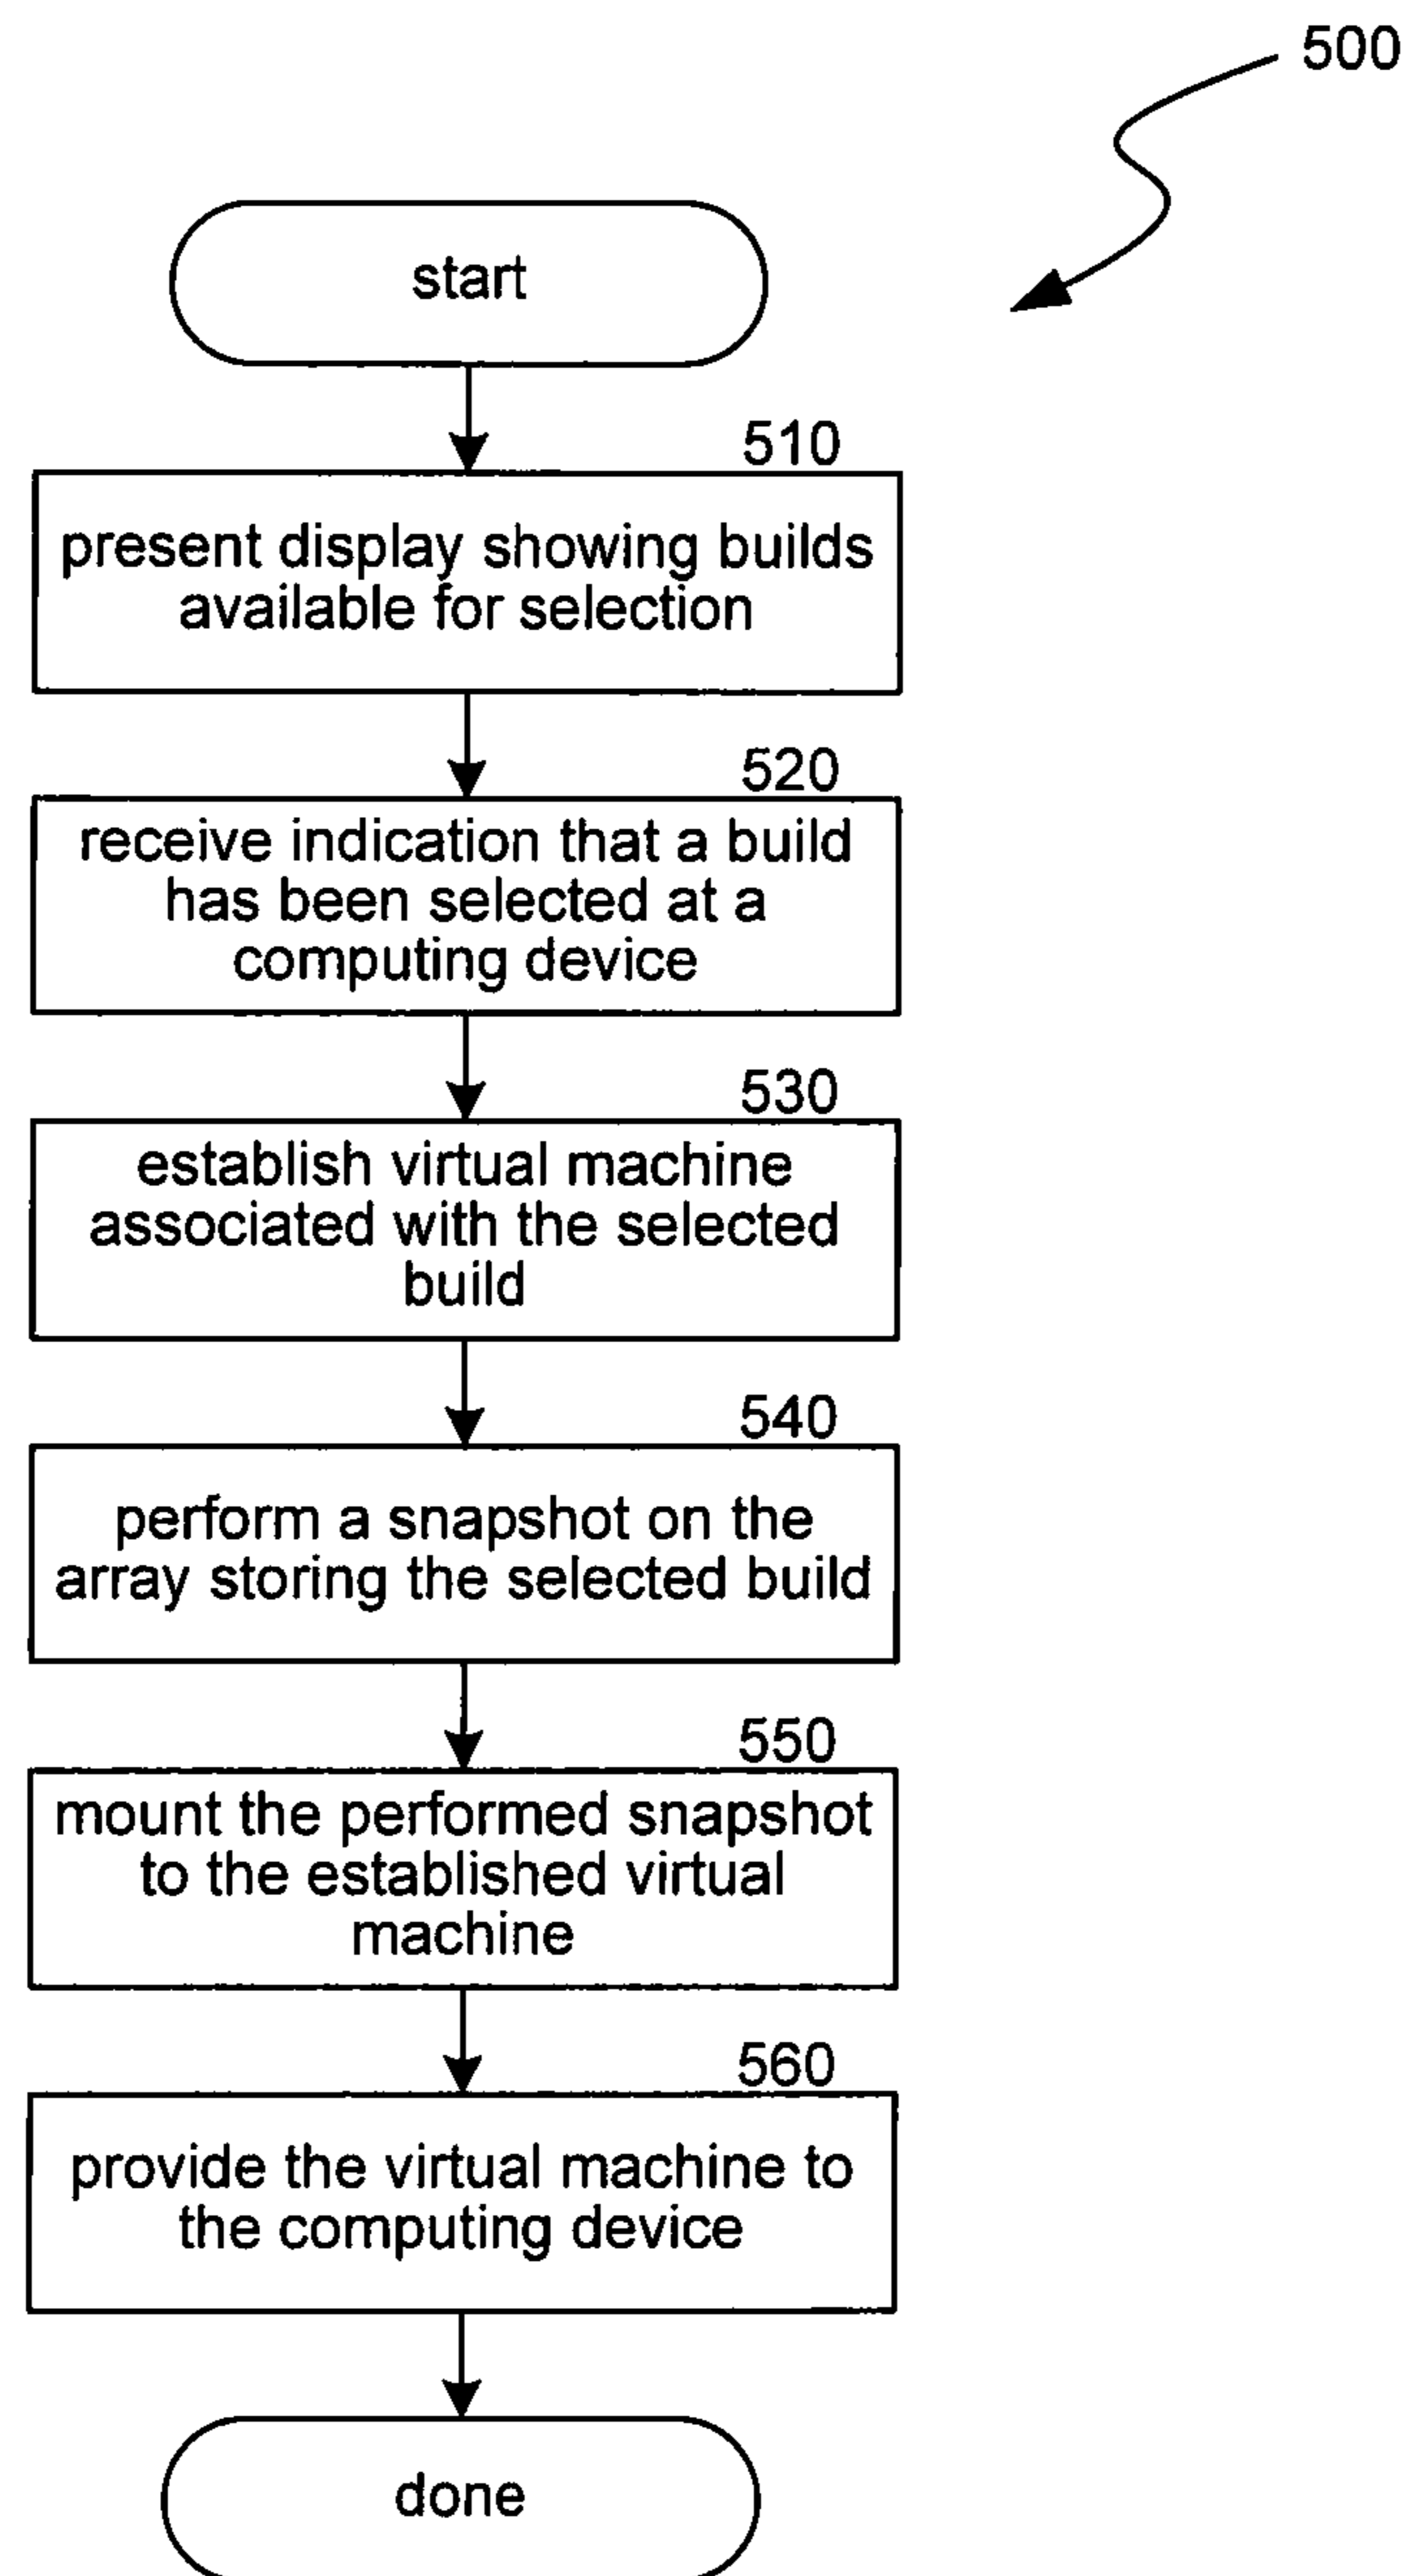 500
start
510
present display showing builds
available for selection
520
receive indication that a build
has been selected at a
computing device
530
establish virtual machine
associated with the selected
build
540
perform a snapshot on the
array storing the selected build
550
mount the performed snapshot
to the established virtual
machine
560
provide the virtual machine to
the computing device
done